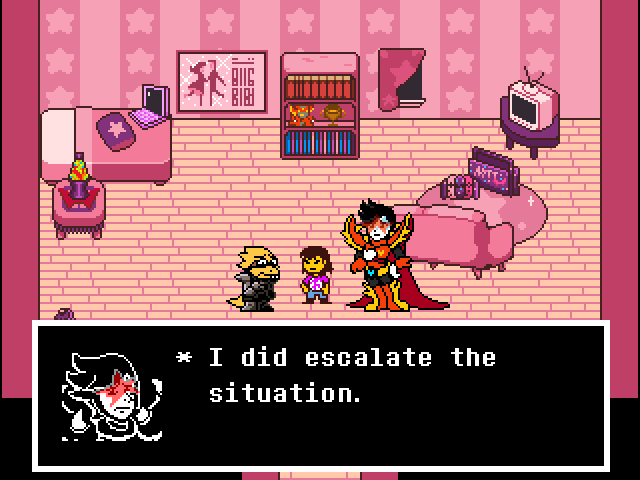 * I did escalate the
situation.